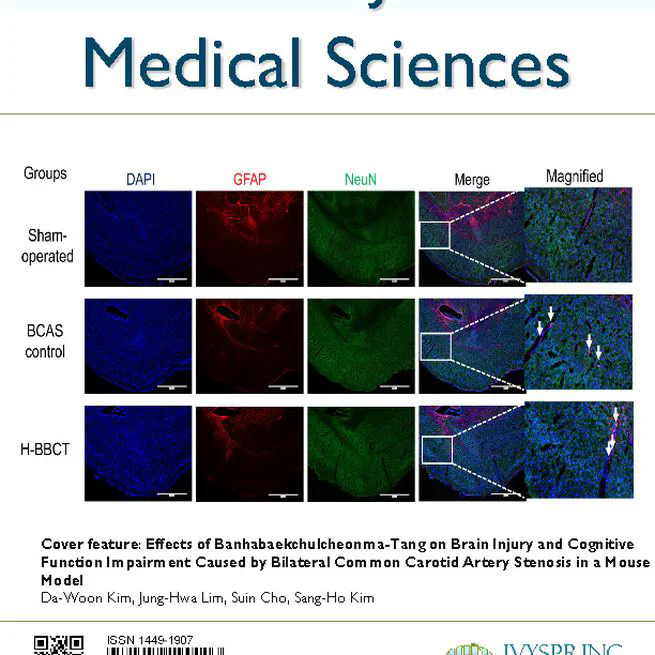 Medical Sciences
Groups
DAPI
GFAP
NeuN
Merge
Magnified
Sham-
operated
BCAS
control
H-BBCT
Cover feature: Effects of Banhabaekchulcheonma-Tang on Brain Injury and Cognitive
Function Impairment Caused by Bilateral Common Carotid Artery Stenosis in a Mouse
Model
Da-Woon Kim, Jung-Hwa Lim, Suin Cho, Sang-Ho Kim
ISSN 1449-1907
IVYSPRING